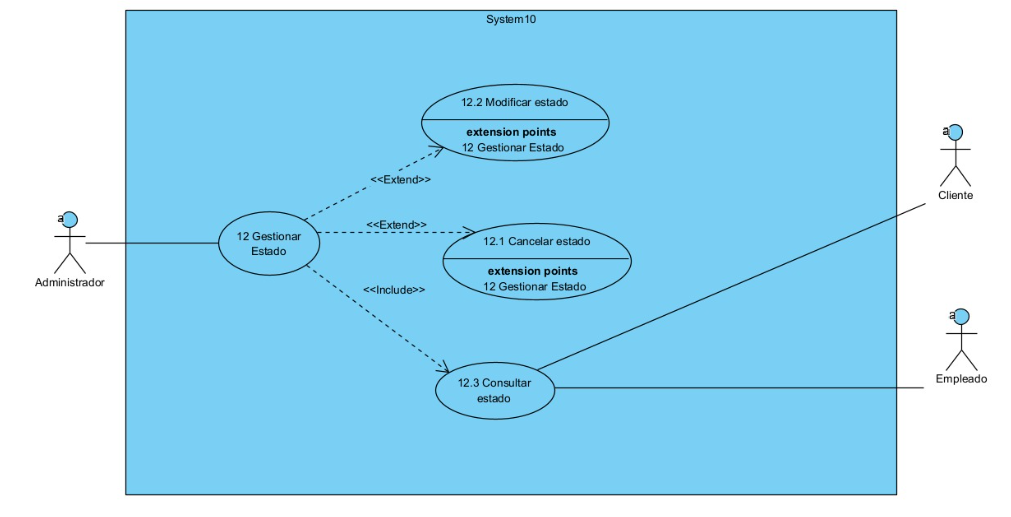 System10
12.2 Modificar estado
extension points
12 Gestionar Estado
<<Extend>>
a
Cliente
a
Administrador
12 Gestionar
Estado
<<Extend>>
12.1 Cancelar estado
extension points
12 Gestionar Estado
<<Include>>
a
Empleado
12.3 Consultar
estado